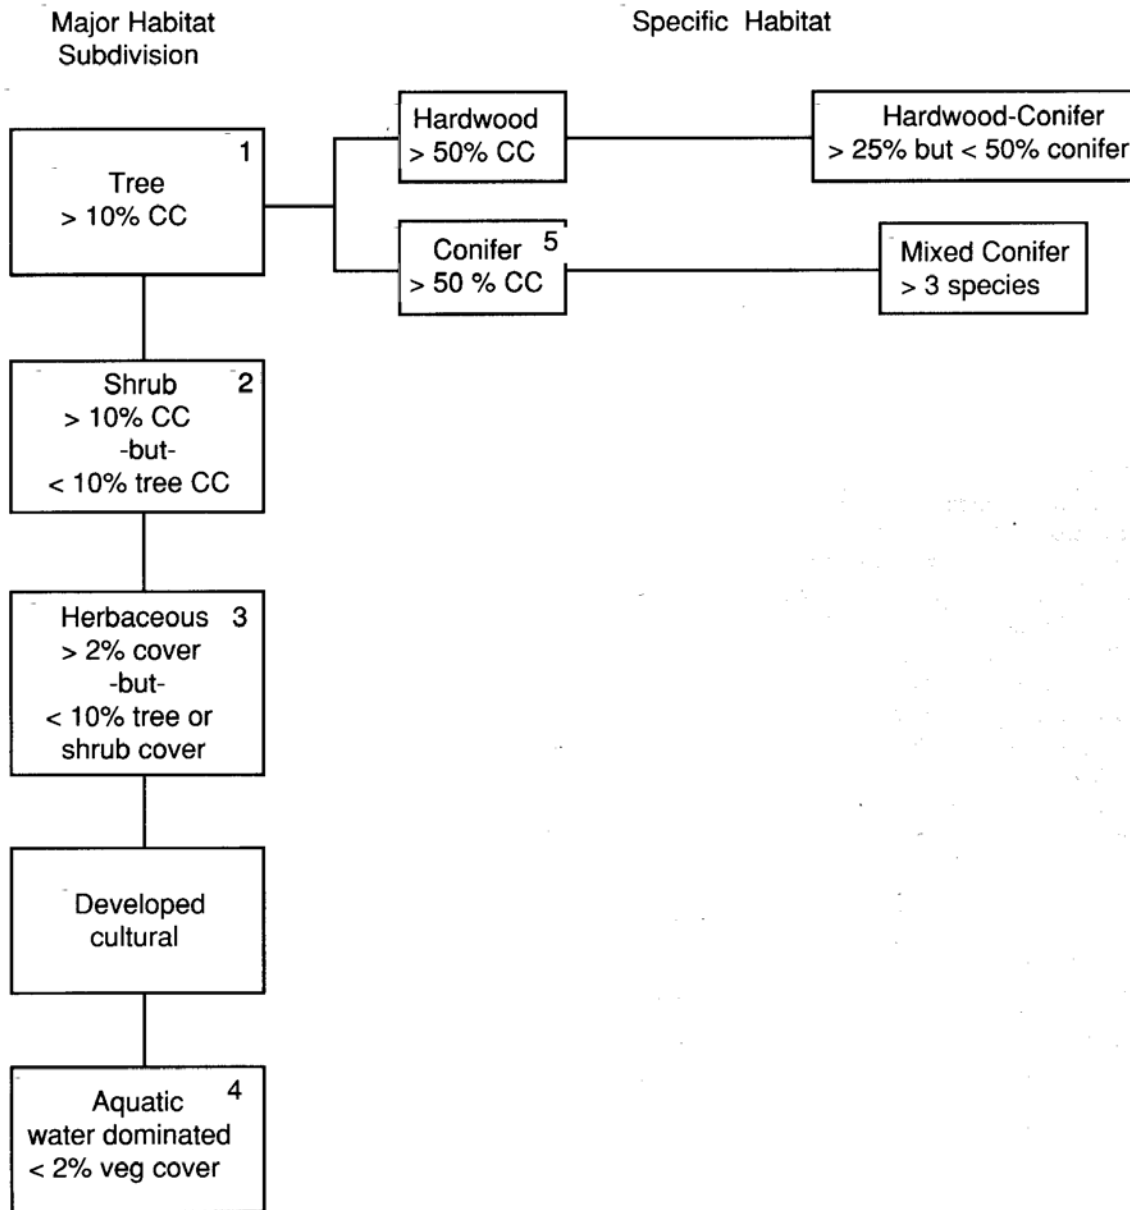 Major Habitat
Subdivision
Specific Habitat
1
Tree
> 10% CC
Hardwood
> 50% CC
Hardwood-Conifer
> 25% but < 50% conifer
Conifer 5
> 50 % CC
Mixed Conifer
> 3 species
Shrub 2
> 10% CC
-but-
< 10% tree CC
Herbaceous 3
> 2% cover
-but-
< 10% tree or
shrub cover
Developed
cultural
Aquatic 4
water dominated
< 2% veg cover